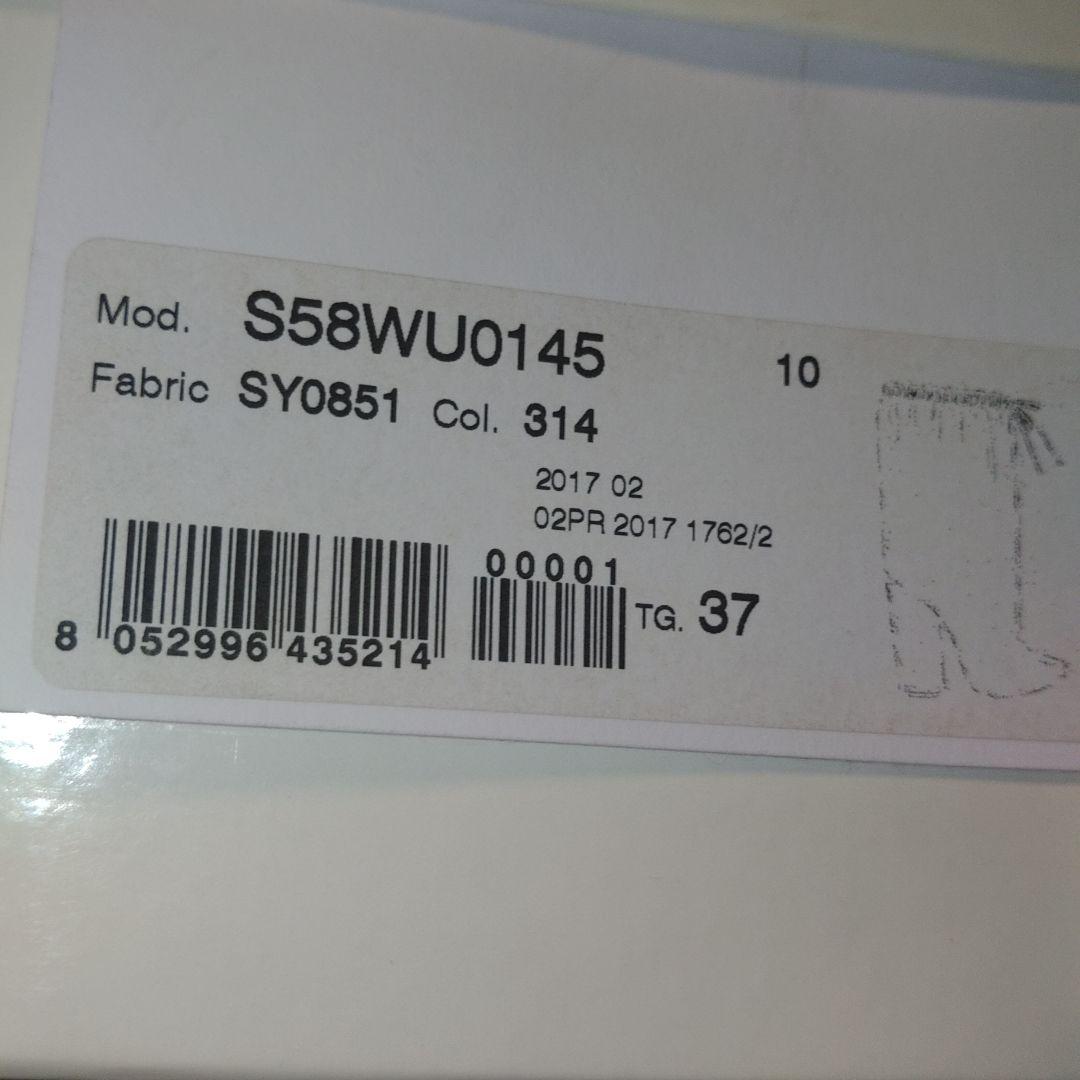 Mod. S58WU0145 10
Fabric SY0851 Col. 314
2017 02
02PR 2017 1762/2
00001
TG. 37
8 052996 435214